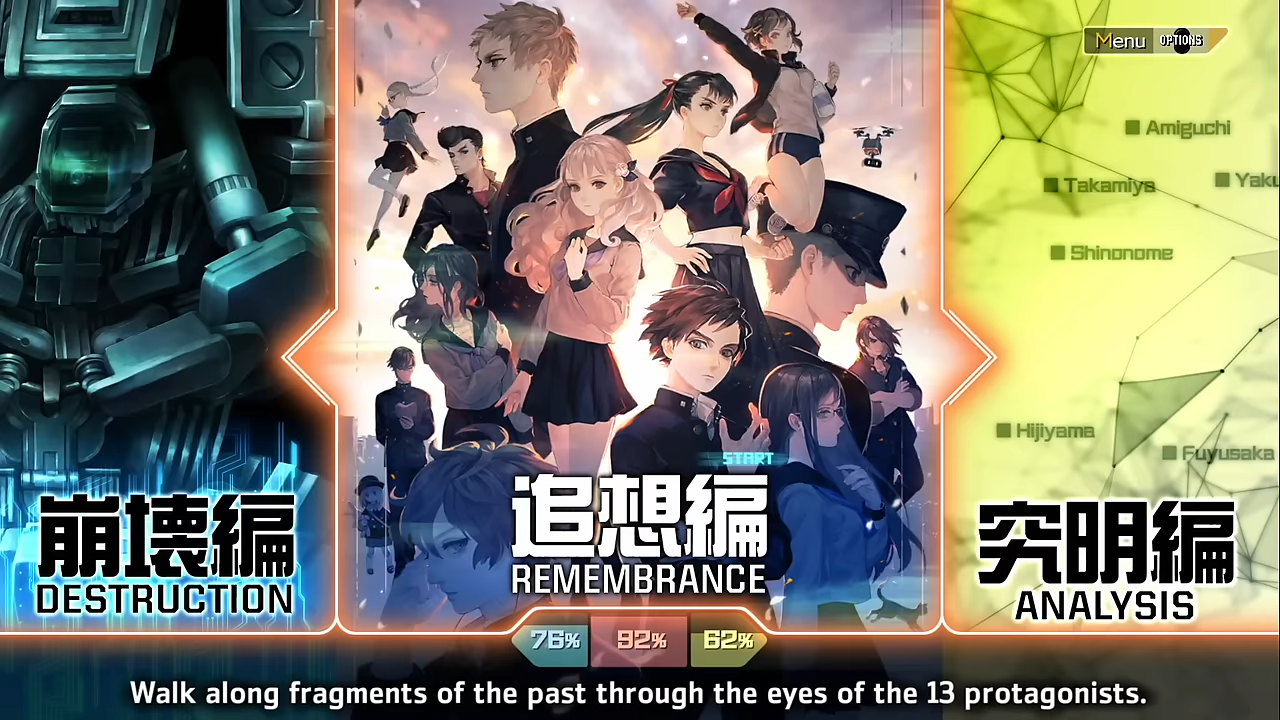 Menu OPTIONS
Amiguchi
Takamiya
Yaku
Shinonome
Hijiyama
Fuyusaka
START
崩壊編
DESTRUCTION
追想編
REMEMBRANCE
究明編
ANALYSIS
76% 92% 62%
Walk along fragments of the past through the eyes of the 13 protagonists.